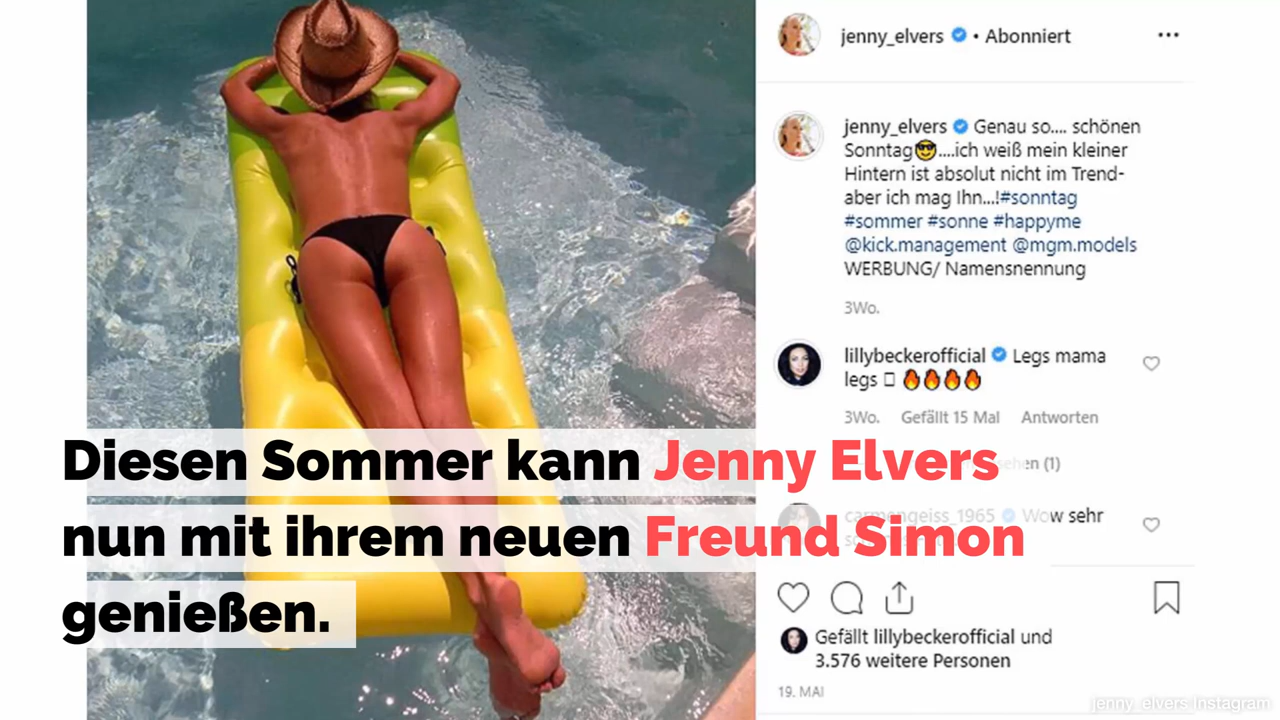 jenny_elvers • Abonniert
jenny_elvers Genau so.... schönen
Sonntag😎....ich weiß mein kleiner
Hintern ist absolut nicht im Trend-
aber ich mag Ihn...!#sonntag
#sommer #sonne #happyme
@kick.management @mgm.models
WERBUNG/ Namensnennung
3Wo.
lillybeckerofficial Legs mama
legs 🔥🔥🔥🔥
3Wo. Gefällt 15 Mal Antworten
(1)
carmengeiss_1965 Wow sehr
Diesen Sommer kann Jenny Elvers
nun mit ihrem neuen Freund Simon
genießen.
Gefällt lillybeckerofficial und
3.576 weitere Personen
19. MAI
jenny_elvers Instagram